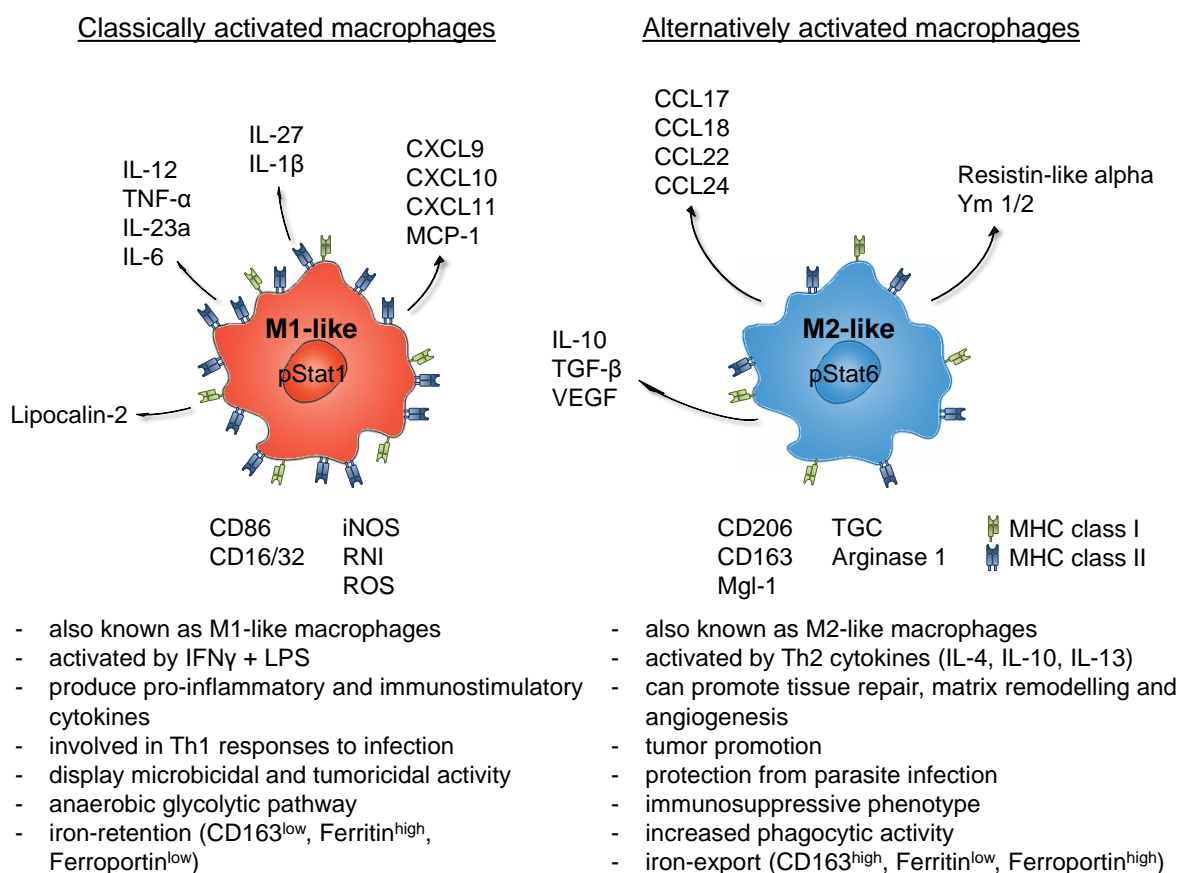 Classically activated macrophages
IL-12
TNF-α
IL-23a
IL-6
IL-27
IL-1β
CXCL9
CXCL10
CXCL11
MCP-1
M1-like
pStat1
Lipocalin-2
CD86
CD16/32
iNOS
RNI
ROS
- also known as M1-like macrophages
- activated by IFNγ + LPS
- produce pro-inflammatory and immunostimulatory
cytokines
- involved in Th1 responses to infection
- display microbicidal and tumoricidal activity
- anaerobic glycolytic pathway
- iron-retention (CD163low, Ferritinhigh,
Ferroportinlow)
Alternatively activated macrophages
CCL17
CCL18
CCL22
CCL24
Resistin-like alpha
Ym 1/2
IL-10
TGF-β
VEGF
M2-like
pStat6
CD206
CD163
Mgl-1
TGC
Arginase 1
MHC class I
MHC class II
- also known as M2-like macrophages
- activated by Th2 cytokines (IL-4, IL-10, IL-13)
- can promote tissue repair, matrix remodelling and
angiogenesis
- tumor promotion
- protection from parasite infection
- immunosuppressive phenotype
- increased phagocytic activity
- iron-export (CD163high, Ferritinlow, Ferroportinhigh)